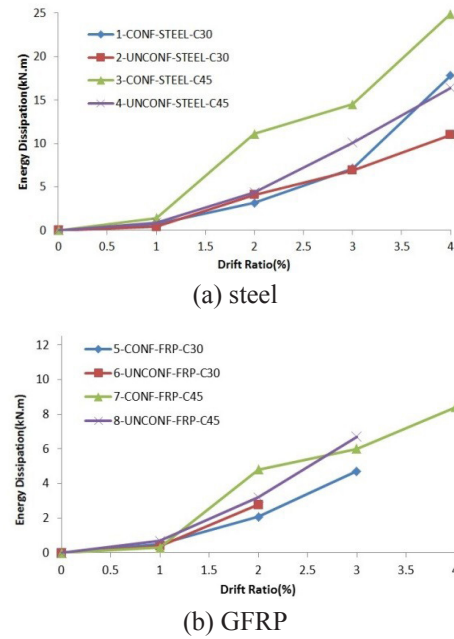 25
20
15
10
5
0
Energy Dissipation(kN.m)
1-CONF-STEEL-C30
2-UNCONF-STEEL-C30
3-CONF-STEEL-C45
4-UNCONF-STEEL-C45
0 0.5 1 1.5 2 2.5 3 3.5 4
Drift Ratio(%)
(a) steel
12
10
8
6
4
2
0
Energy Dissipation(kN.m)
5-CONF-FRP-C30
6-UNCONF-FRP-C30
7-CONF-FRP-C45
8-UNCONF-FRP-C45
0 0.5 1 1.5 2 2.5 3 3.5 4
Drift Ratio(%)
(b) GFRP